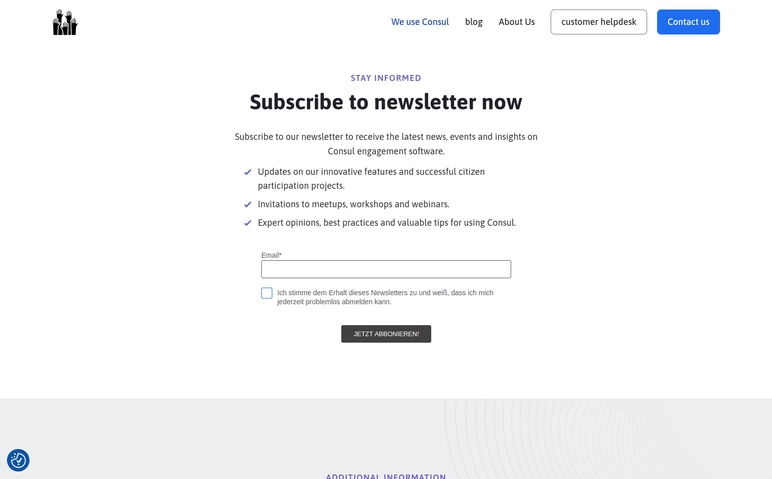 We use Consul
blog
About Us
customer helpdesk
Contact us
STAY INFORMED
Subscribe to newsletter now
Subscribe to our newsletter to receive the latest news, events and insights on
Consul engagement software.
Updates on our innovative features and successful citizen
participation projects.
Invitations to meetups, workshops and webinars.
Expert opinions, best practices and valuable tips for using Consul.
Email*
Ich stimme dem Erhalt dieses Newsletters zu und weiß, dass ich mich
jederzeit problemlos abmelden kann.
JETZT ABBONIEREN!
ADDITIONAL INFORMATION